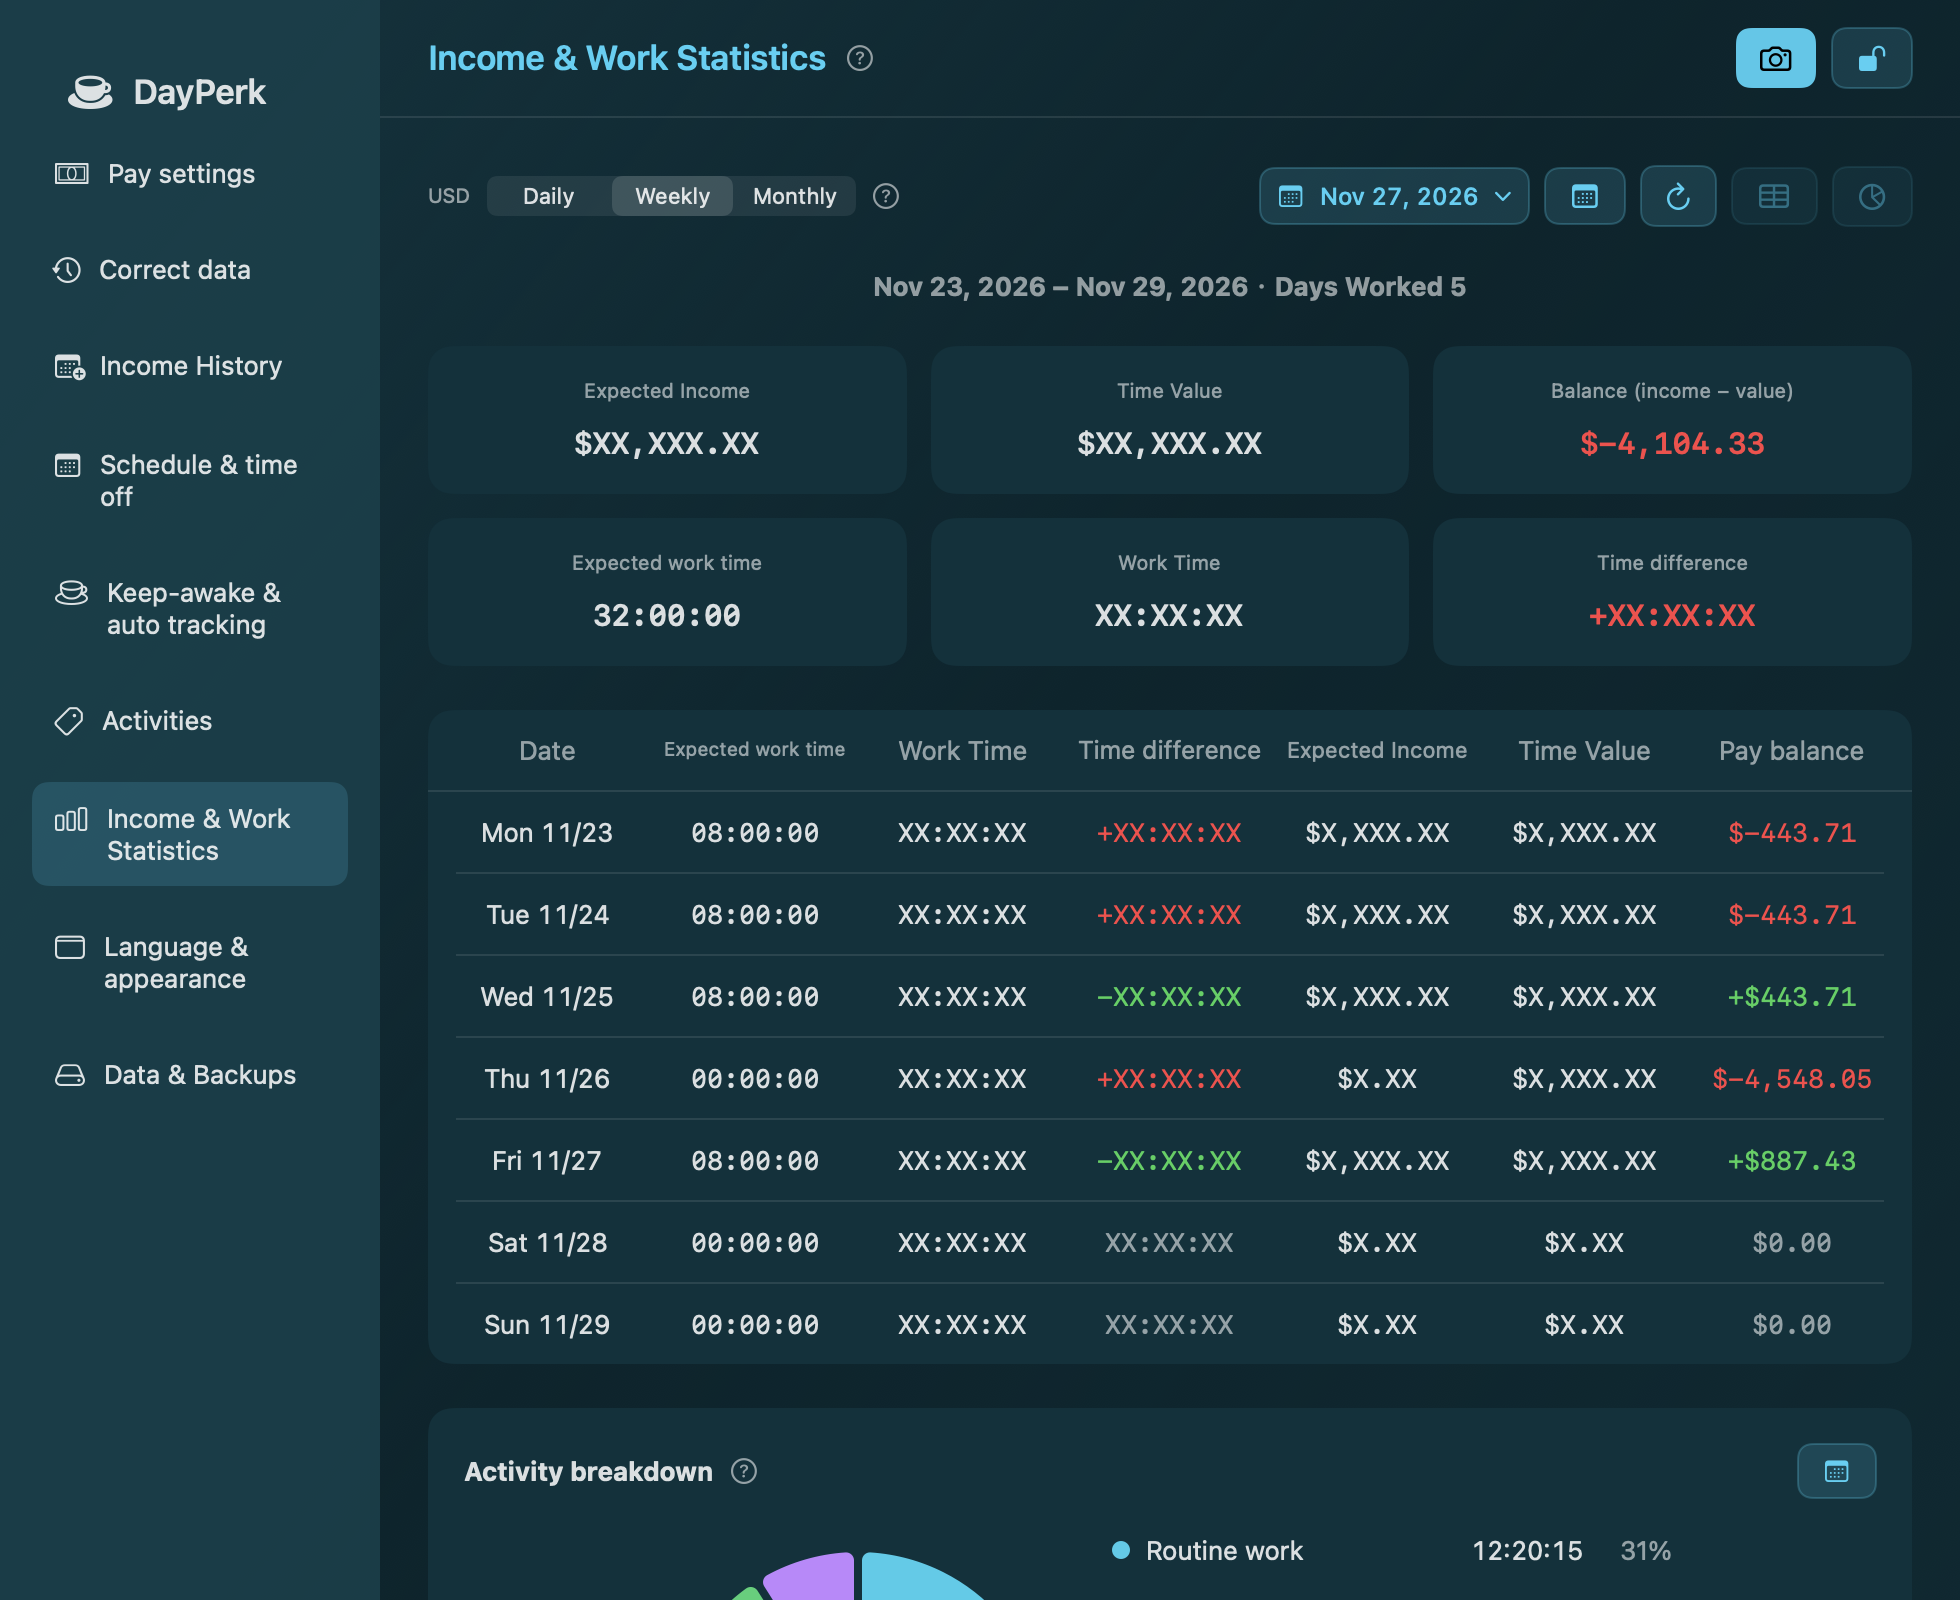 DayPerk
Pay settings
Correct data
Income History
Schedule & time
off
Keep-awake &
auto tracking
Activities
Income & Work
Statistics
Language &
appearance
Data & Backups
Income & Work Statistics ?
USD Daily Weekly Monthly ? Nov 27, 2026
Nov 23, 2026 – Nov 29, 2026 · Days Worked 5
Expected Income Time Value Balance (income – value)
$XX,XXX.XX $XX,XXX.XX $−4,104.33
Expected work time Work Time Time difference
32:00:00 XX:XX:XX +XX:XX:XX
Date Expected work time Work Time Time difference Expected Income Time Value Pay balance
Mon 11/23 08:00:00 XX:XX:XX +XX:XX:XX $X,XXX.XX $X,XXX.XX $−443.71
Tue 11/24 08:00:00 XX:XX:XX +XX:XX:XX $X,XXX.XX $X,XXX.XX $−443.71
Wed 11/25 08:00:00 XX:XX:XX −XX:XX:XX $X,XXX.XX $X,XXX.XX +$443.71
Thu 11/26 00:00:00 XX:XX:XX +XX:XX:XX $X.XX $X,XXX.XX $−4,548.05
Fri 11/27 08:00:00 XX:XX:XX −XX:XX:XX $X,XXX.XX $X,XXX.XX +$887.43
Sat 11/28 00:00:00 XX:XX:XX XX:XX:XX $X.XX $X.XX $0.00
Sun 11/29 00:00:00 XX:XX:XX XX:XX:XX $X.XX $X.XX $0.00
Activity breakdown ?
Routine work 12:20:15 31%